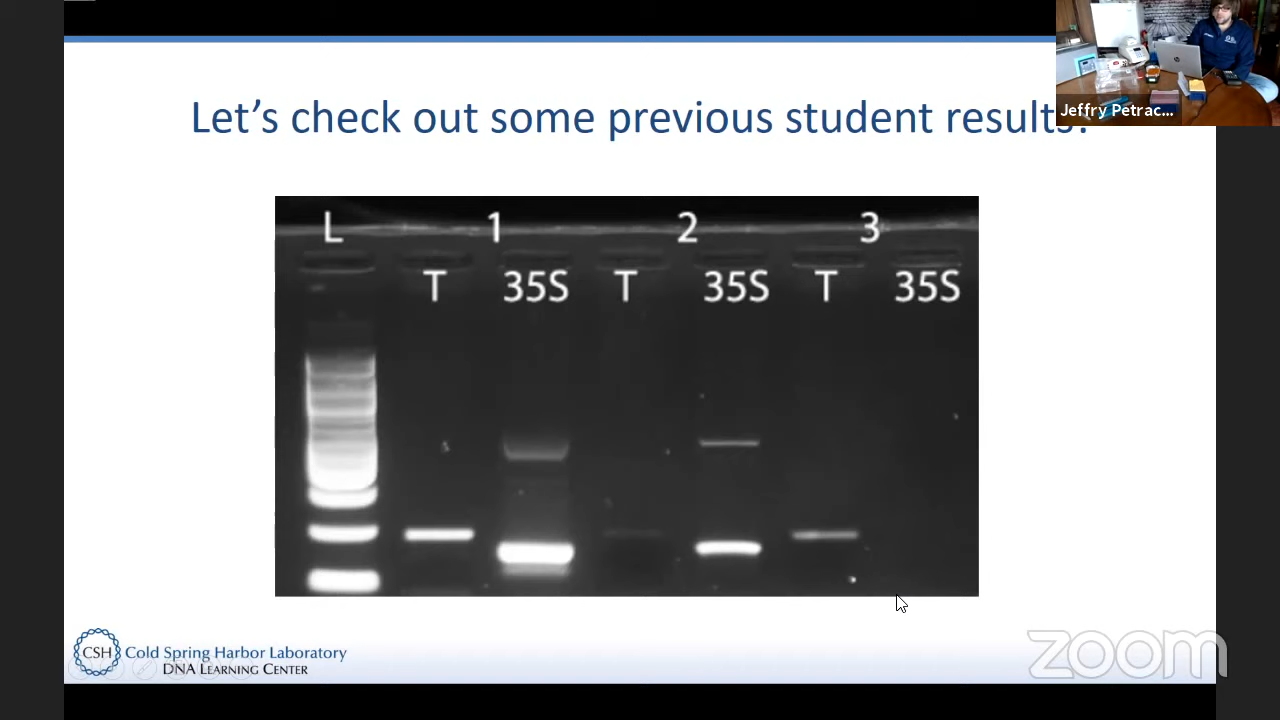 Let's check out some previous student results
Jeffry Petrac...
L 1 2 3
T 35S T 35S T 35S
CSH Cold Spring Harbor Laboratory
DNA LEARNING CENTER
zoom